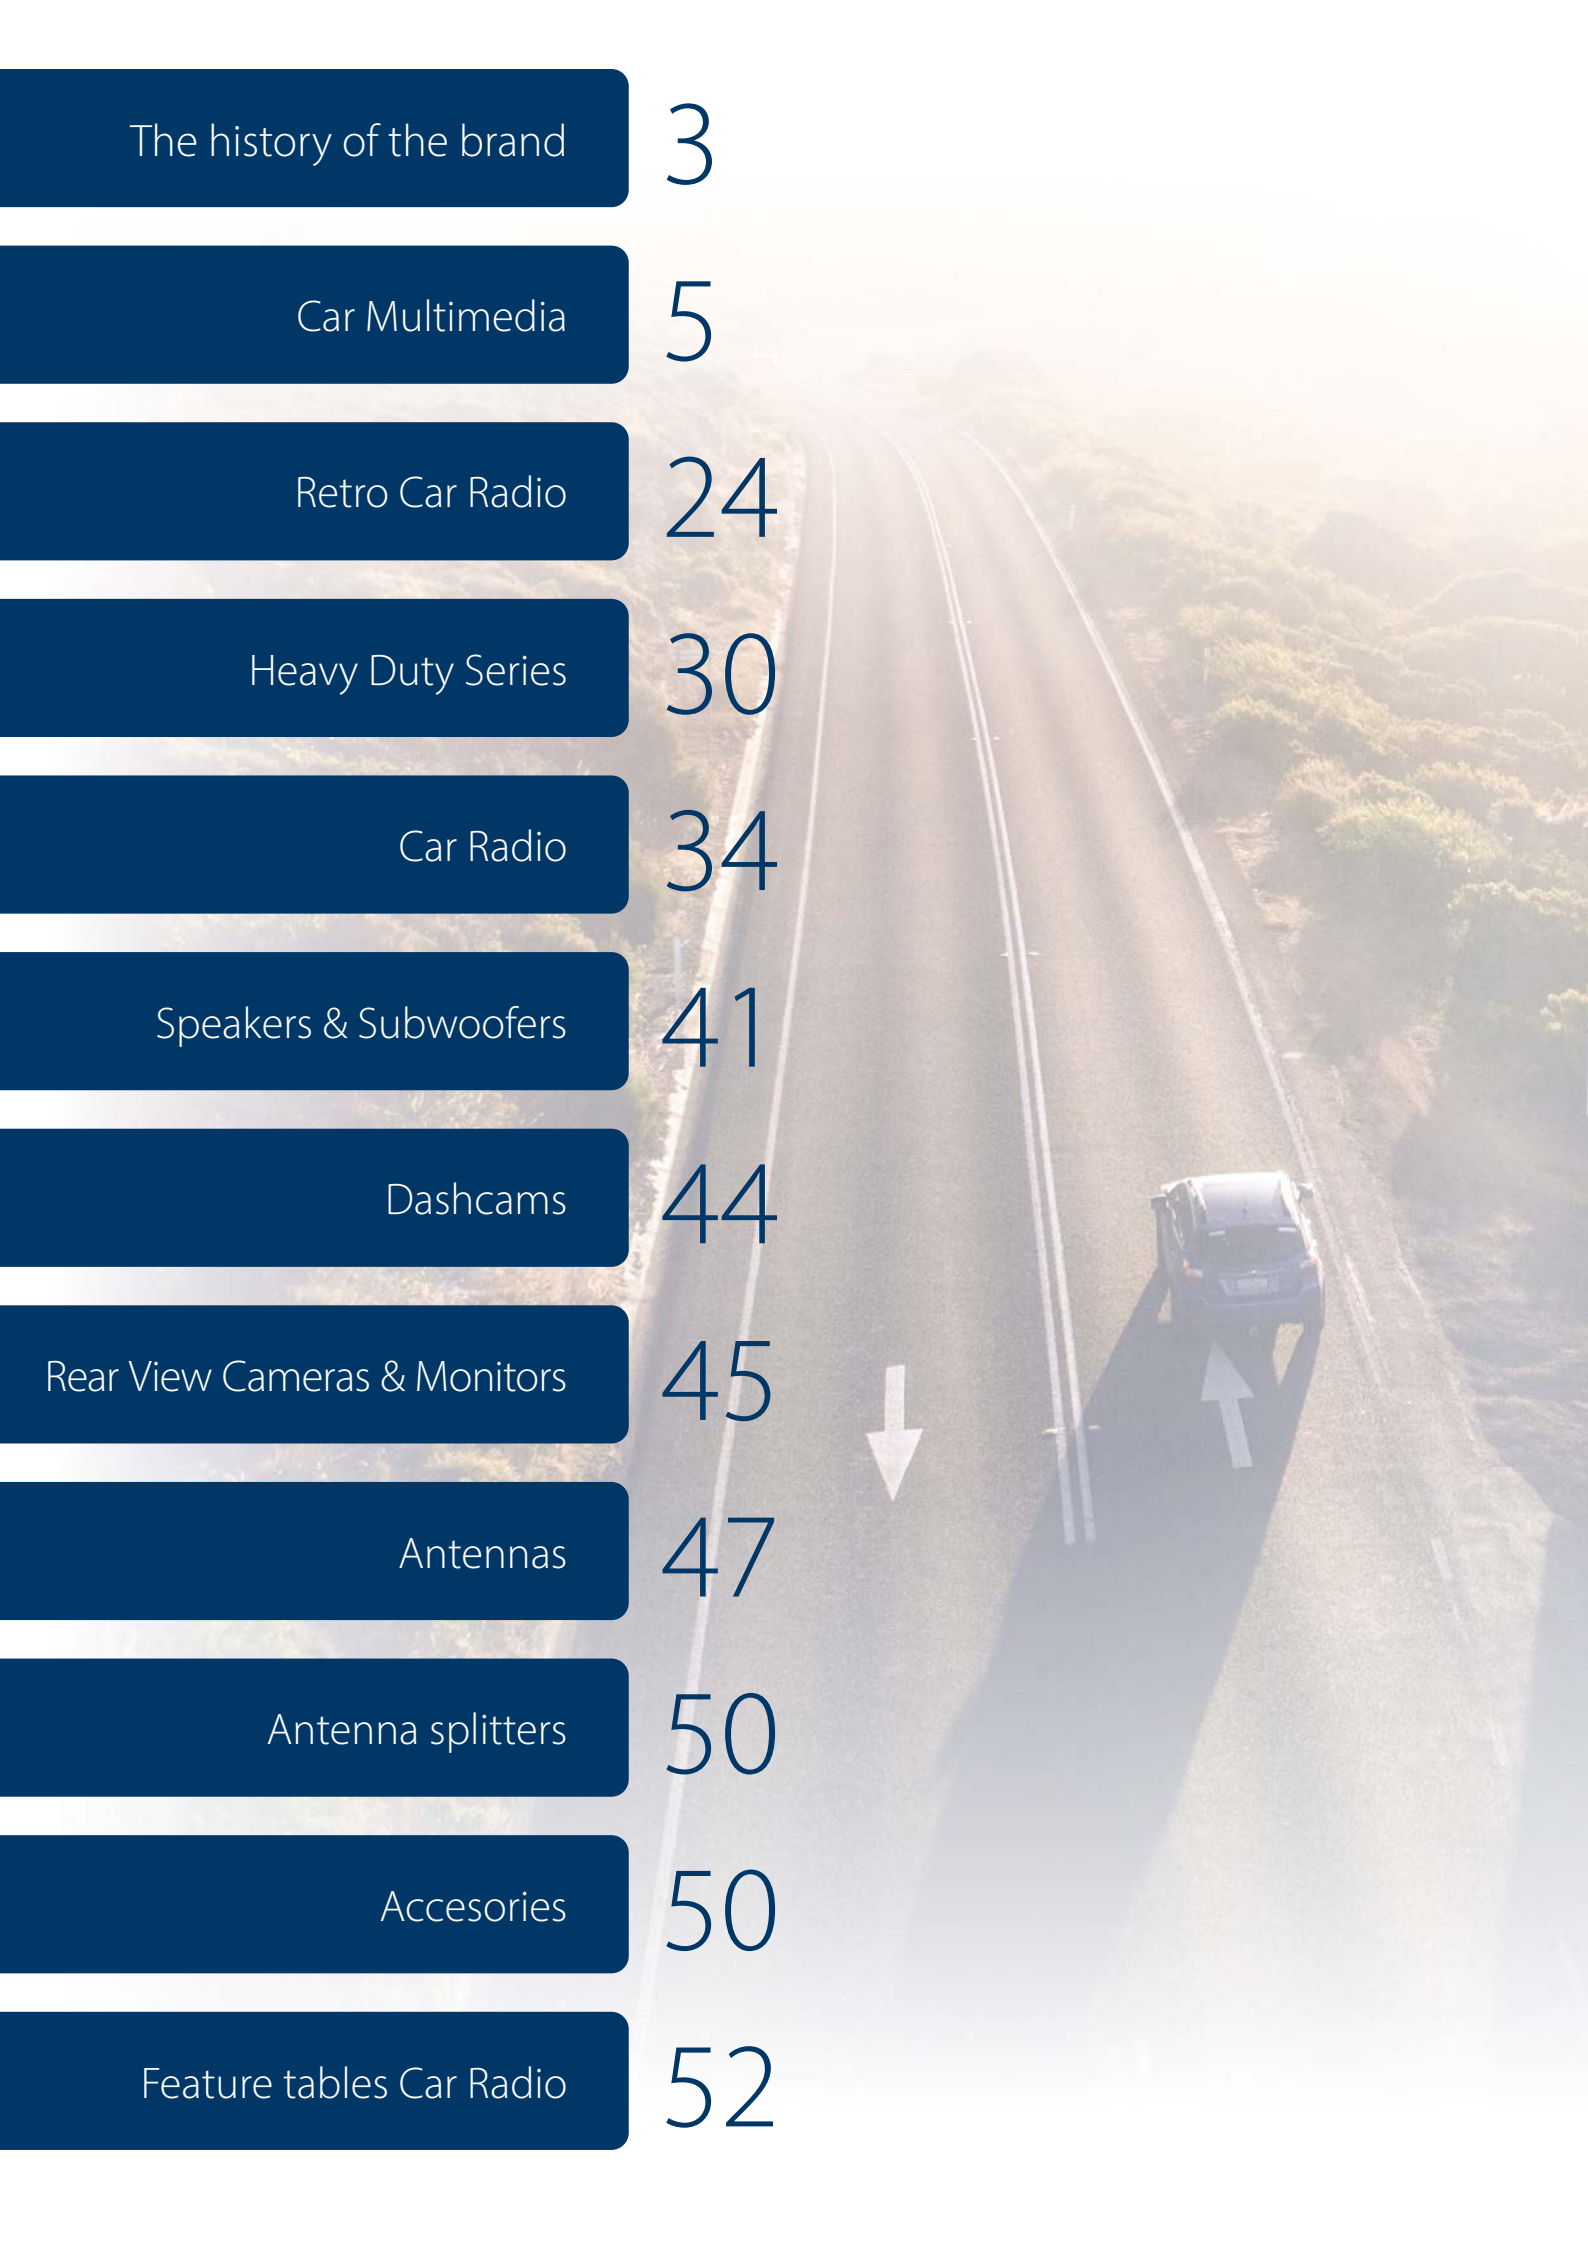 The history of the brand 3
Car Multimedia 5
Retro Car Radio 24
Heavy Duty Series 30
Car Radio 34
Speakers & Subwoofers 41
Dashcams 44
Rear View Cameras & Monitors 45
Antennas 47
Antenna splitters 50
Accesories 50
Feature tables Car Radio 52